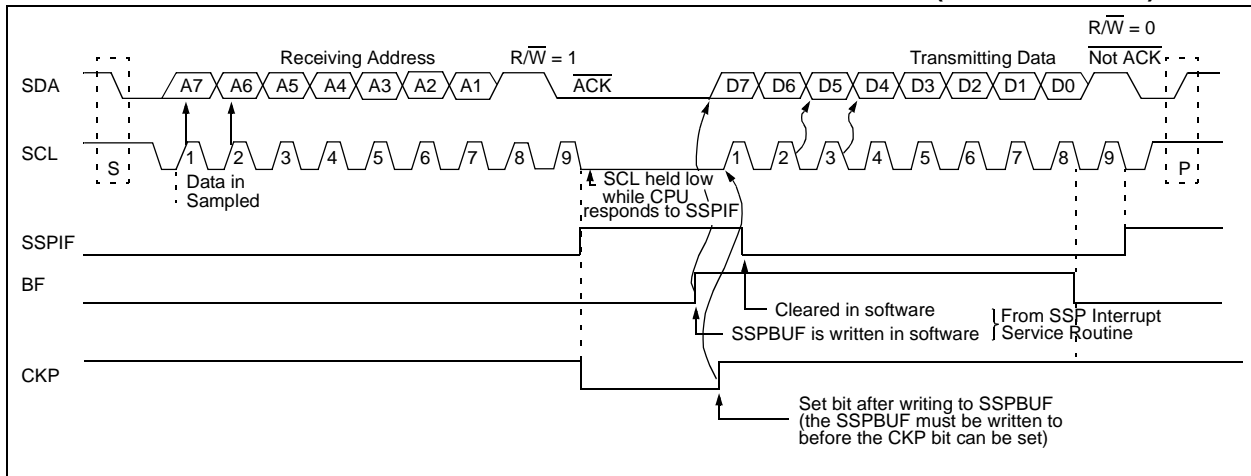 R/W = 0
Receiving Address R/W = 1 Transmitting Data Not ACK
SDA A7 A6 A5 A4 A3 A2 A1 ACK D7 D6 D5 D4 D3 D2 D1 D0
SCL 1 2 3 4 5 6 7 8 9 1 2 3 4 5 6 7 8 9
S P
Data in
Sampled
SCL held low
while CPU
responds to SSPIF
SSPIF
BF
Cleared in software
SSPBUF is written in software
From SSP Interrupt
Service Routine
CKP
Set bit after writing to SSPBUF
(the SSPBUF must be written to
before the CKP bit can be set)